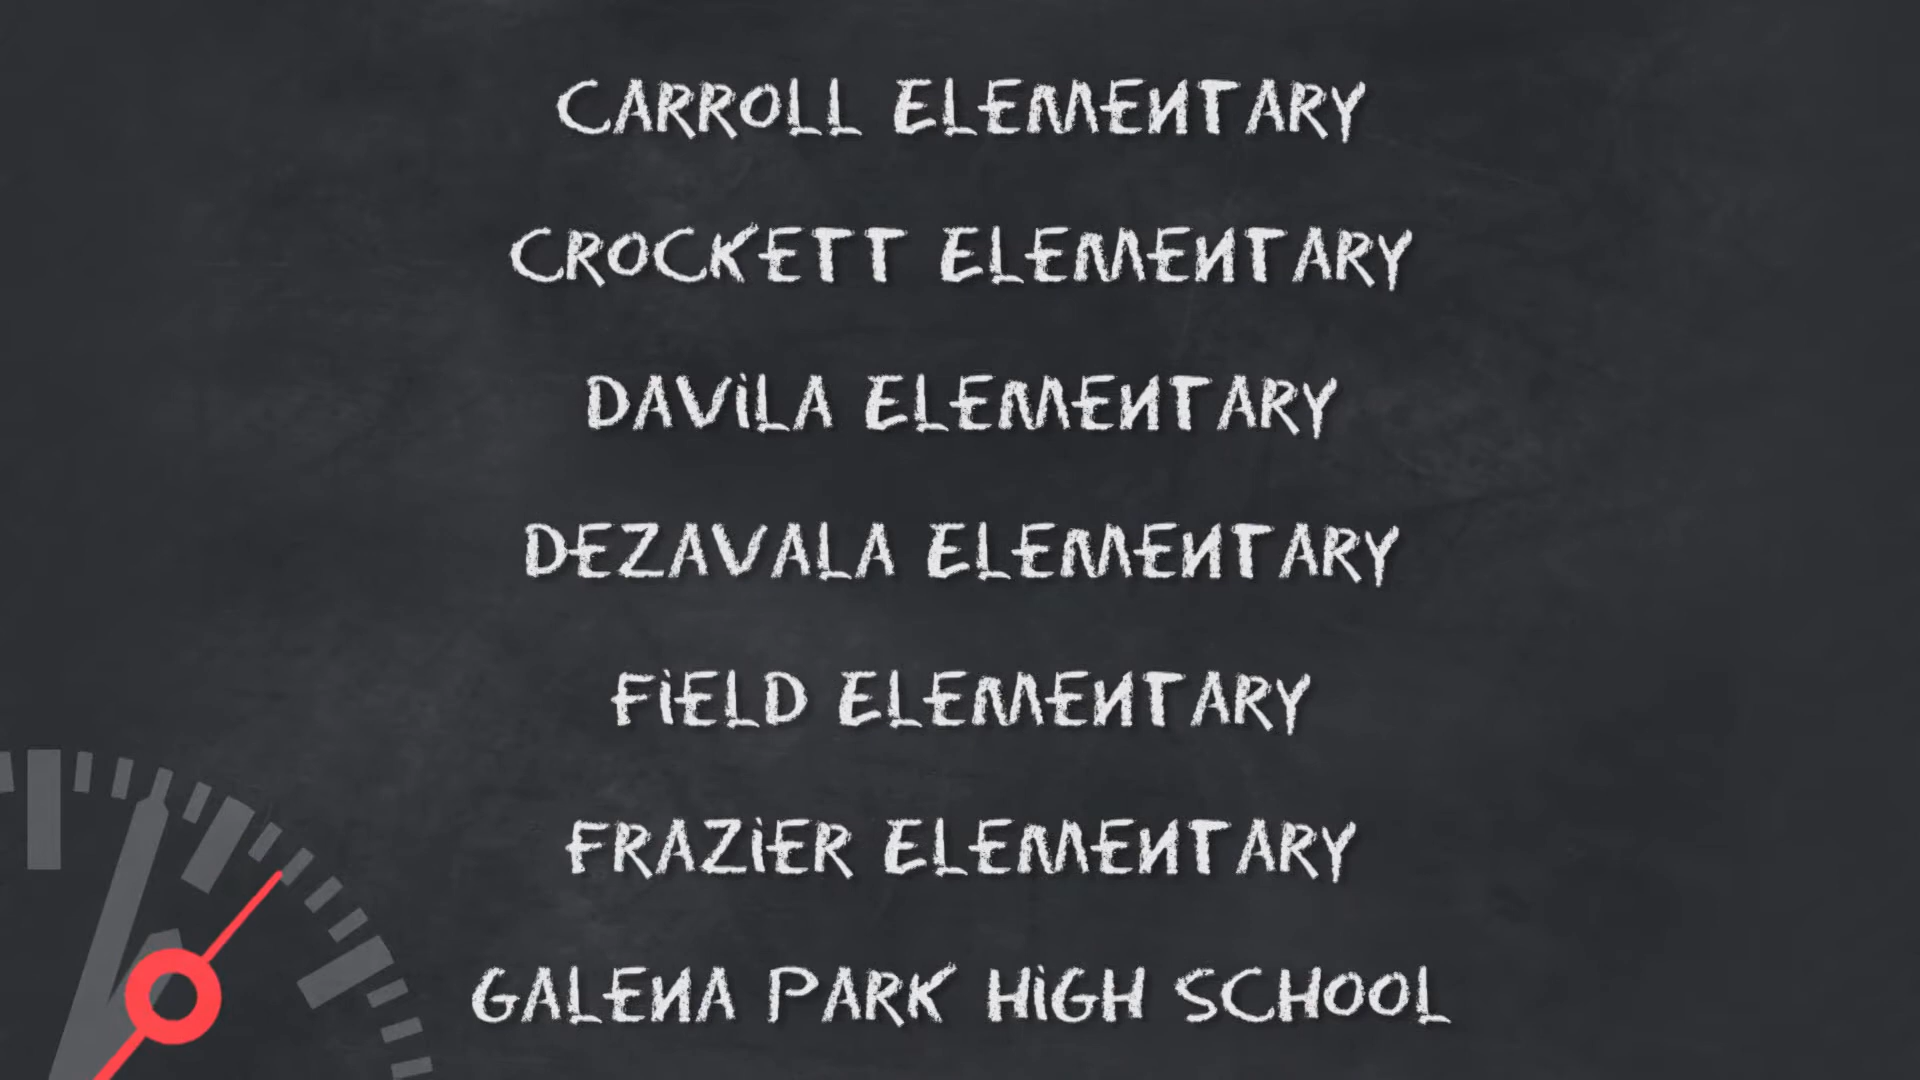 CARROLL ELEMENTARY
CROCKETT ELEMENTARY
DAViLA ELEMENTARY
DEZAVALA ELEMENTARY
FiELD ELEMENTARY
FRAZiER ELEMENTARY
GALENA PARK HiGH SCHOOL